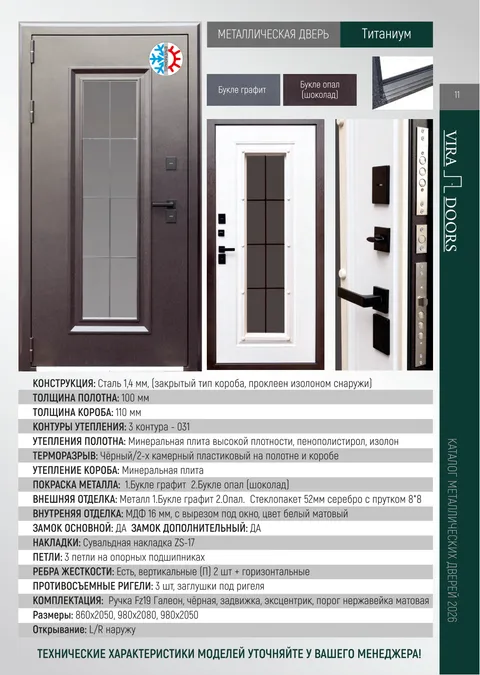 МЕТАЛЛИЧЕСКАЯ ДВЕРЬ
Титаниум
Букле графит
Букле опал
(шоколад)
11
VIRA DOORS
КАТАЛОГ МЕТАЛЛИЧЕСКИХ ДВЕРЕЙ 2026
КОНСТРУКЦИЯ: Сталь 1,4 мм, (закрытый тип короба, проклеен изолоном снаружи)
ТОЛЩИНА ПОЛОТНА: 100 мм
ТОЛЩИНА КОРОБА: 110 мм
КОНТУРЫ УТЕПЛЕНИЯ: 3 контура - 031
УТЕПЛЕНИЯ ПОЛОТНА: Минеральная плита высокой плотности, пенополистирол, изолон
ТЕРМОРАЗРЫВ: Чёрный/2-х камерный пластиковый на полотне и коробе
УТЕПЛЕНИЕ КОРОБА: Минеральная плита
ПОКРАСКА МЕТАЛЛА: 1.Букле графит 2.Букле опал (шоколад)
ВНЕШНЯЯ ОТДЕЛКА: Металл 1.Букле графит 2.Опал. Стеклопакет 52мм серебро с прутком 8*8
ВНУТРЕНЯЯ ОТДЕЛКА: МДФ 16 мм, с вырезом под окно, цвет белый матовый
ЗАМОК ОСНОВНОЙ: ДА ЗАМОК ДОПОЛНИТЕЛЬНЫЙ: ДА
НАКЛАДКИ: Сувальдная накладка ZS-17
ПЕТЛИ: 3 петли на опорных подшипниках
РЕБРА ЖЕСТКОСТИ: Есть, вертикальные (П) 2 шт + горизонтальные
ПРОТИВОСЪЕМНЫЕ РИГЕЛИ: 3 шт, заглушки под ригеля
КОМПЛЕКТАЦИЯ: Ручка Fz19 Галеон, чёрная, задвижка, эксцентрик, порог нержавейка матовая
Размеры: 860х2050, 980х2080, 980х2050
Открывание: L/R наружу
ТЕХНИЧЕСКИЕ ХАРАКТЕРИСТИКИ МОДЕЛЕЙ УТОЧНЯЙТЕ У ВАШЕГО МЕНЕДЖЕРА!